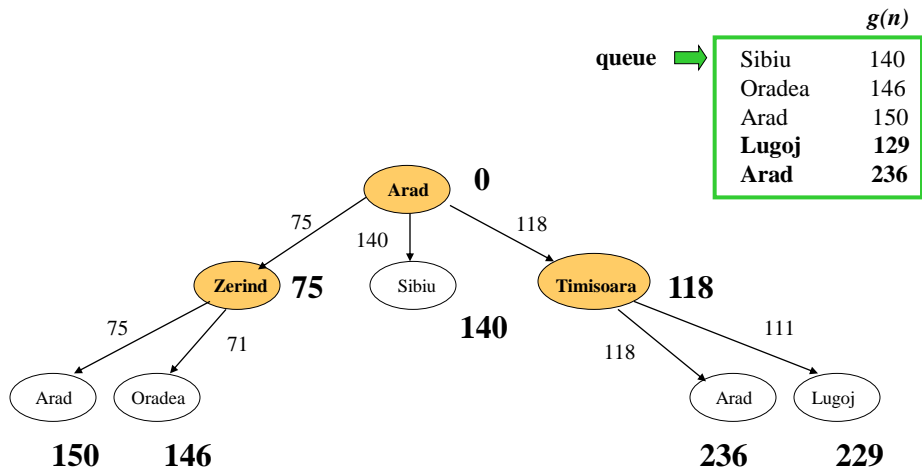 g(n)
queue
Sibiu 140
Oradea 146
Arad 150
Lugoj 129
Arad 236
Arad 0
75
140
118
Zerind 75
Sibiu
140
Timisoara 118
75
71
118
111
Arad
150
Oradea
146
Arad
236
Lugoj
229